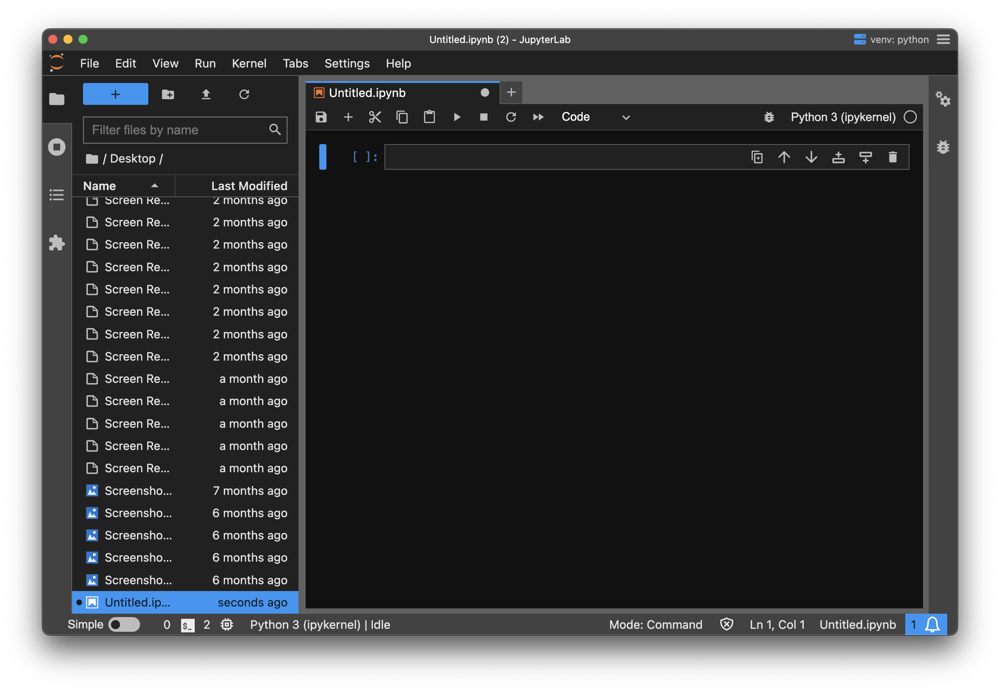 Untitled.ipynb (2) - JupyterLab
venv: python
File Edit View Run Kernel Tabs Settings Help
Filter files by name
/ Desktop /
Name Last Modified
Screen Re... 2 months ago
Screen Re... 2 months ago
Screen Re... 2 months ago
Screen Re... 2 months ago
Screen Re... 2 months ago
Screen Re... 2 months ago
Screen Re... 2 months ago
Screen Re... 2 months ago
Screen Re... a month ago
Screen Re... a month ago
Screen Re... a month ago
Screen Re... a month ago
Screen Re... a month ago
Screensho... 7 months ago
Screensho... 6 months ago
Screensho... 6 months ago
Screensho... 6 months ago
Screensho... 6 months ago
Untitled.ip... seconds ago
Untitled.ipynb
Code
Python 3 (ipykernel)
[ ]:
Simple 0 $_ 2 Python 3 (ipykernel) | Idle Mode: Command Ln 1, Col 1 Untitled.ipynb 1